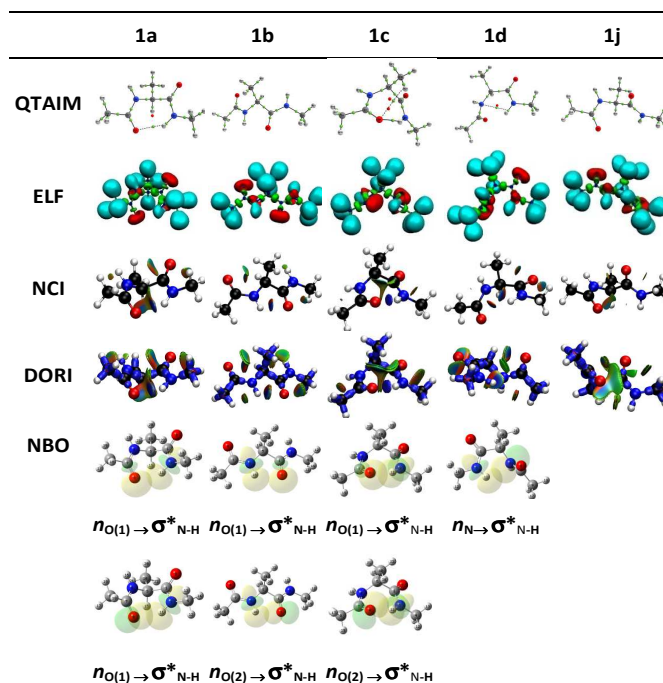 1a 1b 1c 1d 1j
QTAIM
ELF
NCI
DORI
NBO
nO(1)→σ*N-H nO(1)→σ*N-H nO(1)→σ*N-H nN→σ*N-H
nO(1)→σ*N-H nO(2)→σ*N-H nO(2)→σ*N-H